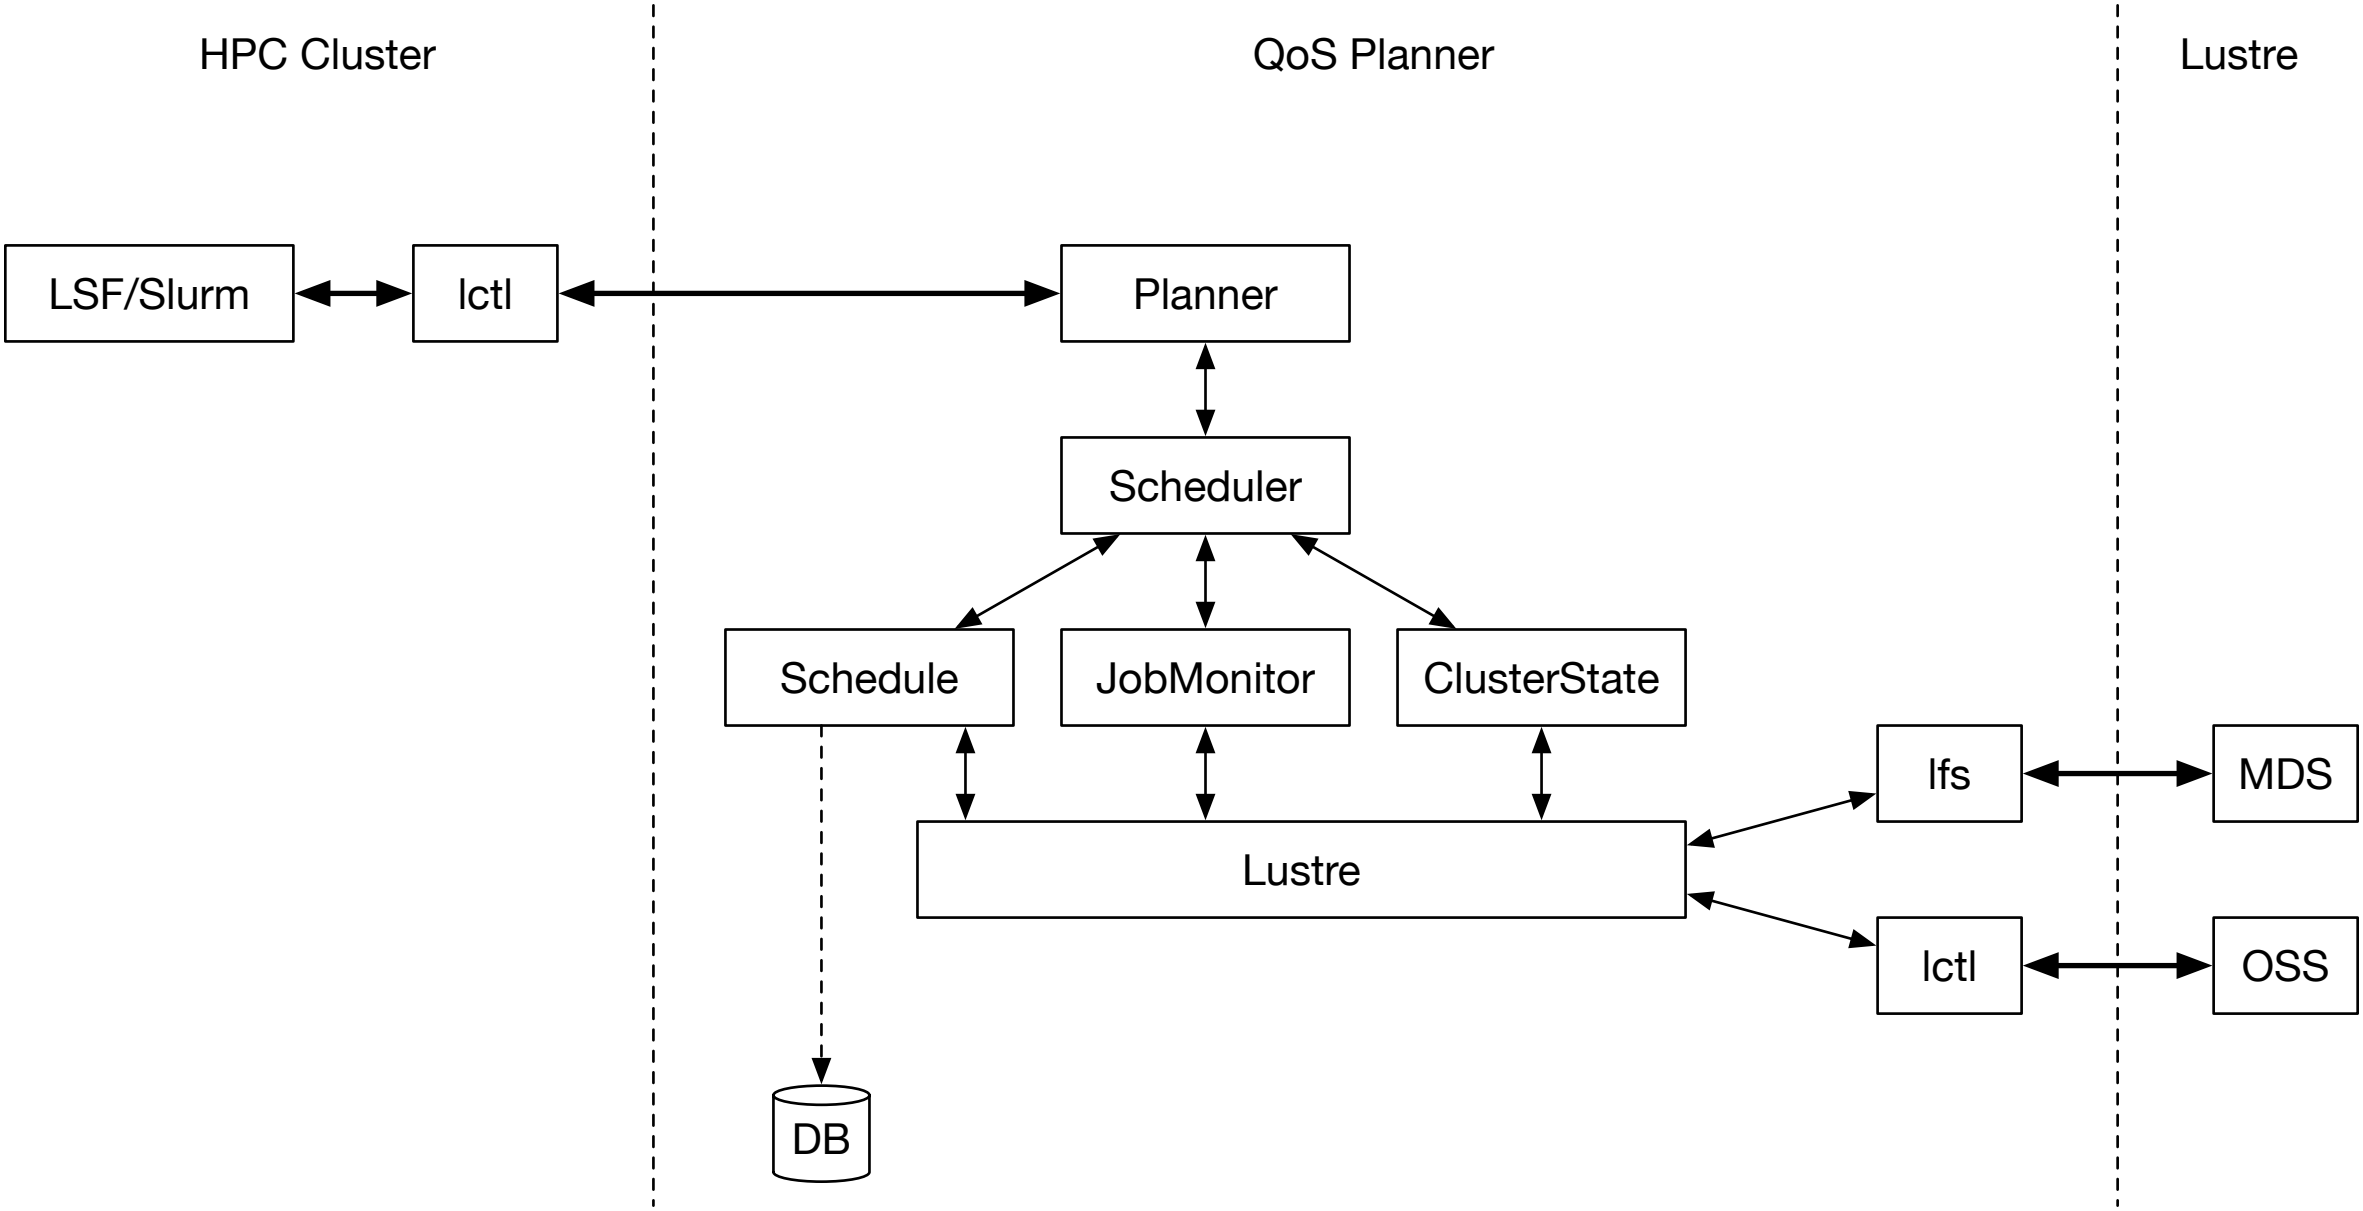 HPC Cluster
QoS Planner
Lustre
LSF/Slurm
lctl
Planner
Scheduler
Schedule
JobMonitor
ClusterState
lfs
MDS
Lustre
lctl
OSS
DB